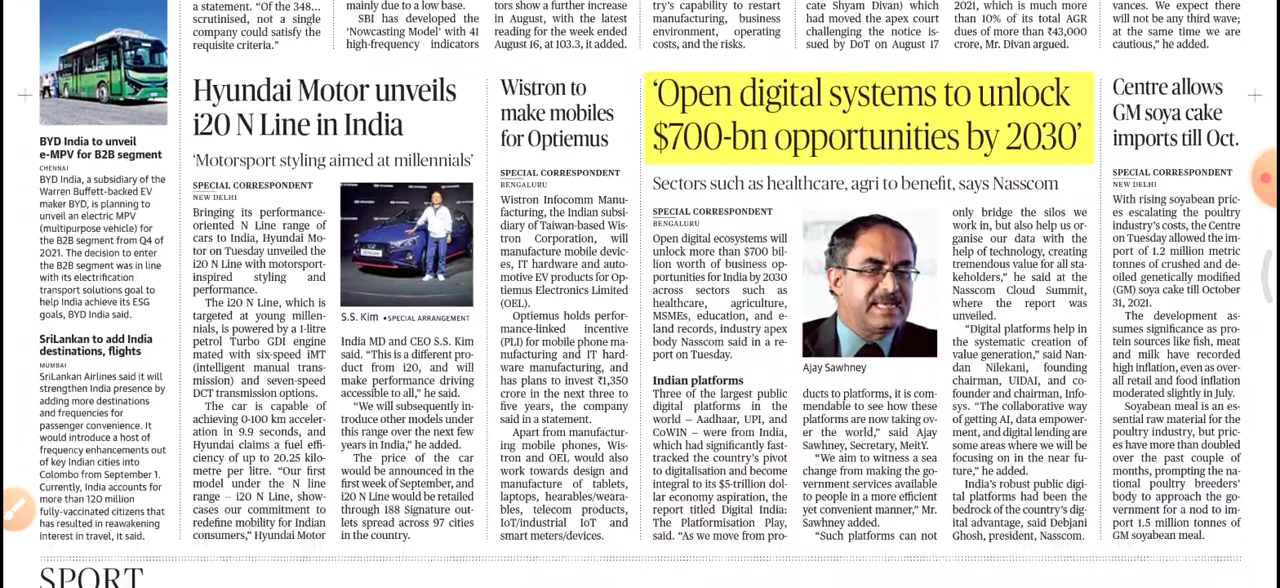 a statement. "Of the 348...
scrutinised, not a single
company could satisfy the
requisite criteria."
mainly due to a low base.
SBI has developed the
'Nowcasting Model' with 41
high-frequency indicators
tors show a further increase
in August, with the latest
reading for the week ended
August 16, at 103.3, it added.
try's capability to restart
manufacturing, business
environment, operating
costs, and the risks.
cate Shyam Divan) which
had moved the apex court
challenging the notice is-
sued by DoT on August 17
2021, which is much more
than 10% of its total AGR
dues of more than ₹43,000
crore, Mr. Divan argued.
vances. We expect there
will not be any third wave;
at the same time we are
cautious," he added.
BYD India to unveil
e-MPV for B2B segment
CHENNAI
BYD India, a subsidiary of the
Warren Buffett-backed EV
maker BYD, is planning to
unveil an electric MPV
(multipurpose vehicle) for
the B2B segment from Q4 of
2021. The decision to enter
the B2B segment was in line
with its electrification
transport solutions goal to
help India achieve its ESG
goals, BYD India said.
SriLankan to add India
destinations, flights
MUMBAI
SriLankan Airlines said it will
strengthen India presence by
adding more destinations
and frequencies for
passenger convenience. It
would introduce a host of
frequency enhancements out
of key Indian cities into
Colombo from September 1.
Currently, India accounts for
more than 120 million
fully-vaccinated citizens that
has resulted in reawakening
interest in travel, it said.
Hyundai Motor unveils
i20 N Line in India
'Motorsport styling aimed at millennials'
SPECIAL CORRESPONDENT
NEW DELHI
Bringing its performance-
oriented N Line range of
cars to India, Hyundai Mo-
tor on Tuesday unveiled the
i20 N Line with motorsport-
inspired styling and
performance.
The i20 N Line, which is
targeted at young millen-
nials, is powered by a 1-litre
petrol Turbo GDI engine
mated with six-speed iMT
(intelligent manual trans-
mission) and seven-speed
DCT transmission options.
The car is capable of
achieving 0-100 km acceler-
ation in 9.9 seconds, and
Hyundai claims a fuel effi-
ciency of up to 20.25 kilo-
metre per litre. "Our first
model under the N line
range – i20 N Line, show-
cases our commitment to
redefine mobility for Indian
consumers," Hyundai Motor
S.S. Kim • SPECIAL ARRANGEMENT
India MD and CEO S.S. Kim
said. "This is a different pro-
duct from i20, and will
make performance driving
accessible to all," he said.
"We will subsequently in-
troduce other models under
this range over the next few
years in India," he added.
The price of the car
would be announced in the
first week of September, and
i20 N Line would be retailed
through 188 Signature out-
lets spread across 97 cities
in the country.
Wistron to
make mobiles
for Optiemus
SPECIAL CORRESPONDENT
BENGALURU
Wistron Infocomm Manu-
facturing, the Indian subsi-
diary of Taiwan-based Wis-
tron Corporation, will
manufacture mobile devic-
es, IT hardware and auto-
motive EV products for Op-
tiemus Electronics Limited
(OEL).
Optiemus holds perfor-
mance-linked incentive
(PLI) for mobile phone ma-
nufacturing and IT hard-
ware manufacturing, and
has plans to invest ₹1,350
crore in the next three to
five years, the company
said in a statement.
Apart from manufactur-
ing mobile phones, Wis-
tron and OEL would also
work towards design and
manufacture of tablets,
laptops, hearables/weara-
bles, telecom products,
IoT/industrial IoT and
smart meters/devices.
'Open digital systems to unlock
$700-bn opportunities by 2030'
Sectors such as healthcare, agri to benefit, says Nasscom
SPECIAL CORRESPONDENT
BENGALURU
Open digital ecosystems will
unlock more than $700 bil-
lion worth of business op-
portunities for India by 2030
across sectors such as
healthcare, agriculture,
MSMEs, education, and e-
land records, industry apex
body Nasscom said in a re-
port on Tuesday.
Indian platforms
Three of the largest public
digital platforms in the
world – Aadhaar, UPI, and
CoWIN – were from India,
which had significantly fast-
tracked the country's pivot
to digitalisation and become
integral to its $5-trillion dol-
lar economy aspiration, the
report titled Digital India:
The Platformisation Play,
said. "As we move from pro-
Ajay Sawhney
ducts to platforms, it is com-
mendable to see how these
platforms are now taking ov-
er the world," said Ajay
Sawhney, Secretary, MeitY.
"We aim to witness a sea
change from making the go-
vernment services available
to people in a more efficient
yet convenient manner," Mr.
Sawhney added.
"Such platforms can not
only bridge the silos we
work in, but also help us or-
ganise our data with the
help of technology, creating
tremendous value for all sta-
keholders," he said at the
Nasscom Cloud Summit,
where the report was
unveiled.
"Digital platforms help in
the systematic creation of
value generation," said Nan-
dan Nilekani, founding
chairman, UIDAI, and co-
founder and chairman, Info-
sys. "The collaborative way
of getting AI, data empower-
ment, and digital lending are
some areas where we will be
focusing on in the near fu-
ture," he added.
India's robust public digi-
tal platforms had been the
bedrock of the country's dig-
ital advantage, said Debjani
Ghosh, president, Nasscom.
Centre allows
GM soya cake
imports till Oct.
SPECIAL CORRESPONDENT
NEW DELHI
With rising soyabean pric-
es escalating the poultry
industry's costs, the Centre
on Tuesday allowed the im-
port of 1.2 million metric
tonnes of crushed and de-
oiled genetically modified
(GM) soya cake till October
31, 2021.
The development as-
sumes significance as pro-
tein sources like fish, meat
and milk have recorded
high inflation, even as over-
all retail and food inflation
moderated slightly in July.
Soyabean meal is an es-
sential raw material for the
poultry industry, but pric-
es have more than doubled
over the past couple of
months, prompting the na-
tional poultry breeders'
body to approach the go-
vernment for a nod to im-
port 1.5 million tonnes of
GM soyabean meal.
SPORT